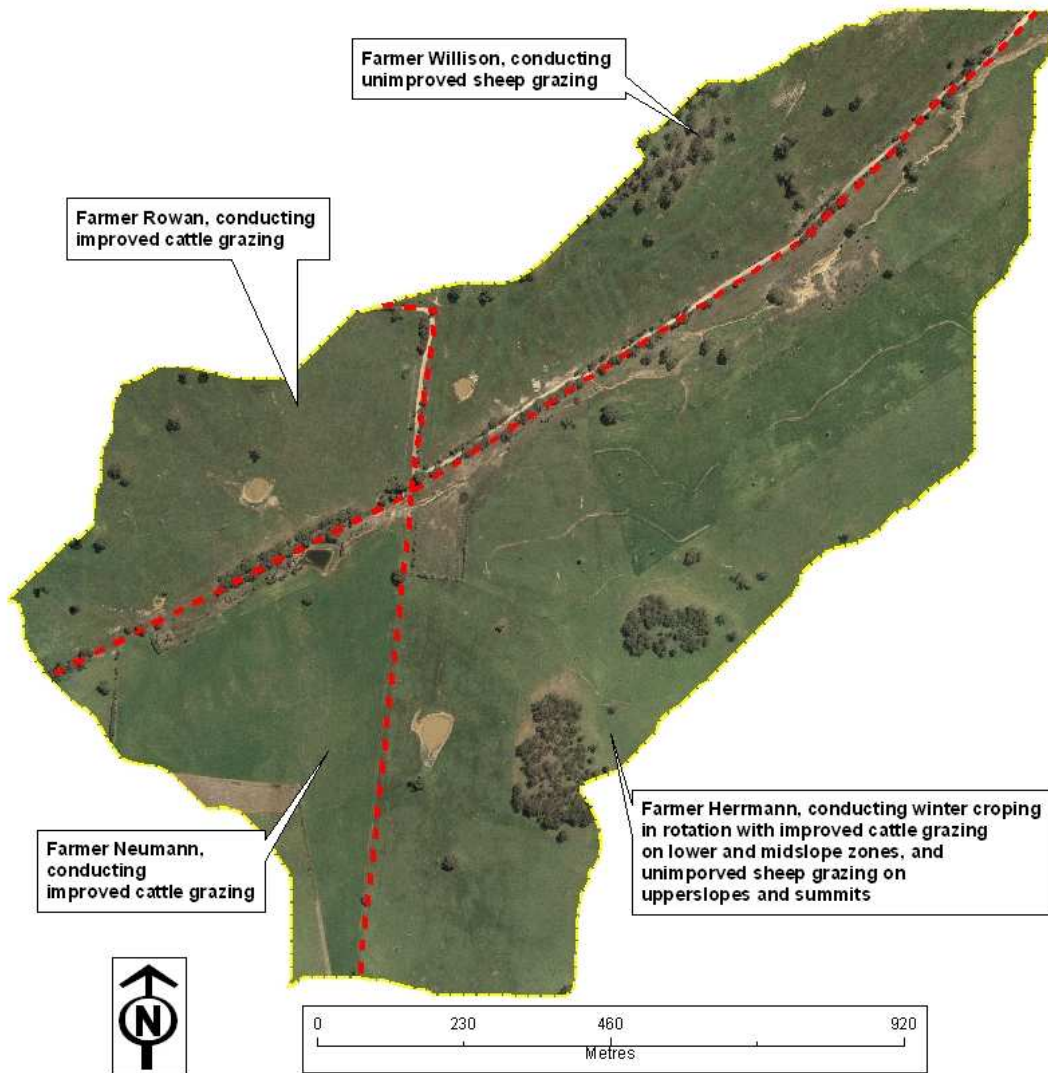 Farmer Willison, conducting
unimproved sheep grazing
Farmer Rowan, conducting
improved cattle grazing
Farmer Neumann,
conducting
improved cattle grazing
Farmer Herrmann, conducting winter croping
in rotation with improved cattle grazing
on lower and midslope zones, and
unimporved sheep grazing on
upperslopes and summits
N
0 230 460 920
Metres